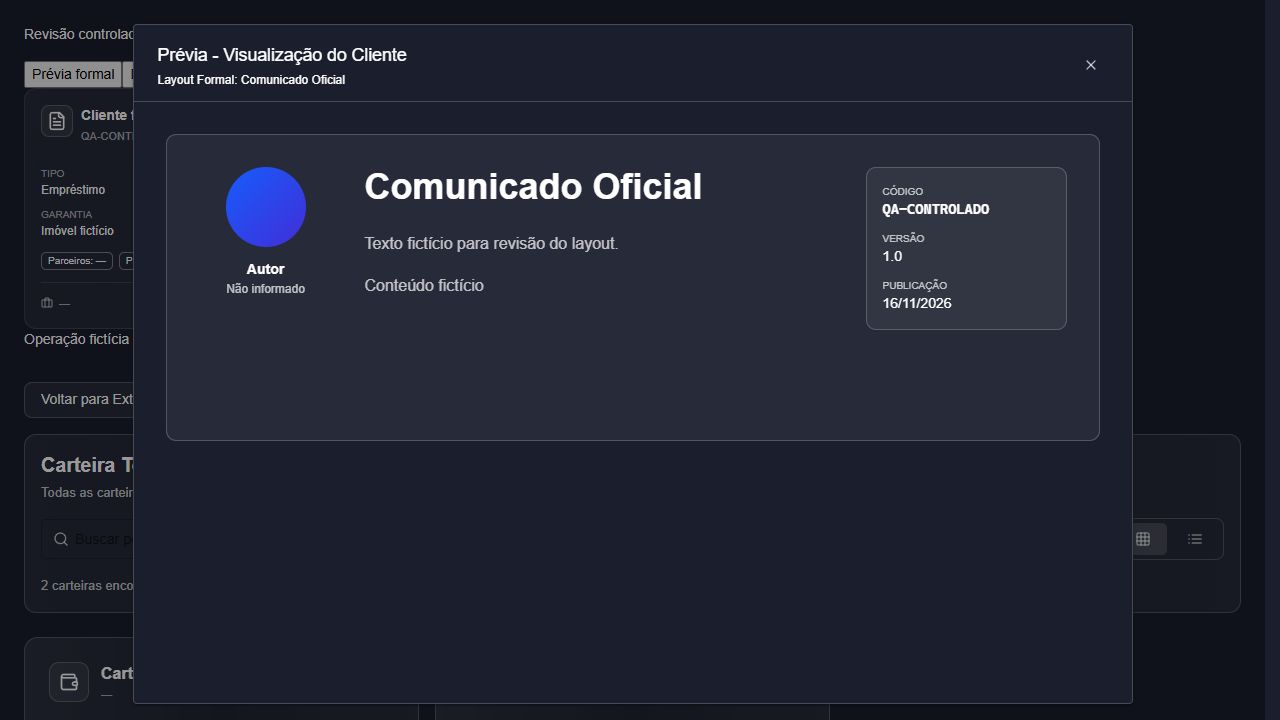 Revisão controlad
Prévia formal
Cliente f
QA-CONT
TIPO
Empréstimo
GARANTIA
Imóvel fictício
Parceiros: —
P
—
Operação fictícia
Voltar para Ext
Carteira T
Todas as carteir
Buscar p
2 carteiras enco
Cart
—
Prévia - Visualização do Cliente
Layout Formal: Comunicado Oficial
Autor
Não informado
Comunicado Oficial
Texto fictício para revisão do layout.
Conteúdo fictício
CÓDIGO
QA-CONTROLADO
VERSÃO
1.0
PUBLICAÇÃO
16/11/2026